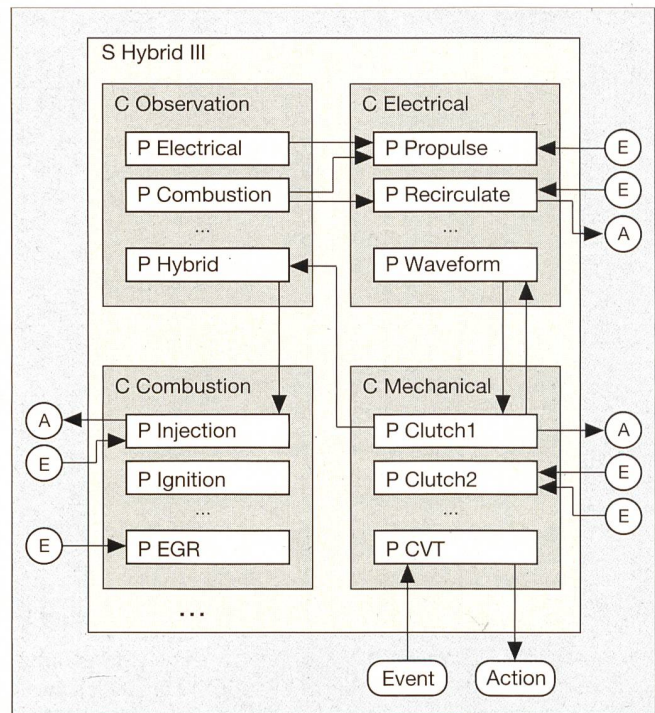 S Hybrid III
C Observation
P Electrical
P Combustion
...
P Hybrid
C Electrical
P Propulse
P Recirculate
...
P Waveform
E
E
A
C Combustion
P Injection
P Ignition
...
P EGR
...
A
E
E
C Mechanical
P Clutch1
P Clutch2
...
P CVT
A
E
E
Event
Action